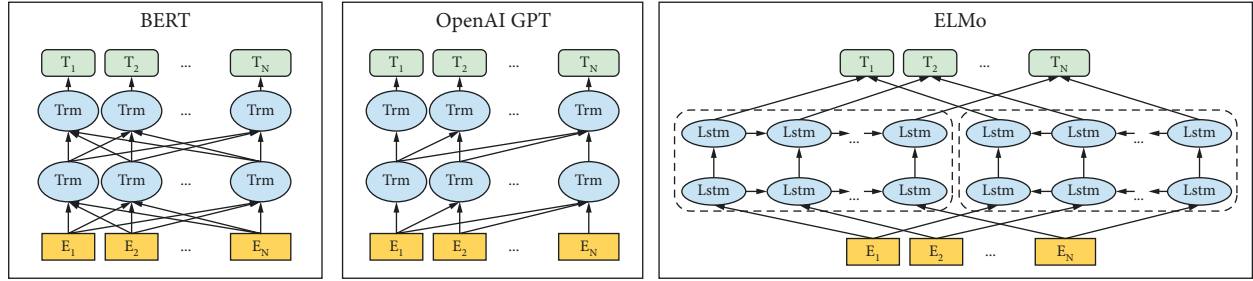 BERT
T1 T2 ... TN
Trm Trm ... Trm
Trm Trm ... Trm
E1 E2 ... EN
OpenAI GPT
T1 T2 ... TN
Trm Trm ... Trm
Trm Trm ... Trm
E1 E2 ... EN
ELMo
T1 T2 ... TN
Lstm Lstm ... Lstm Lstm Lstm ... Lstm
Lstm Lstm ... Lstm Lstm Lstm ... Lstm
E1 E2 ... EN